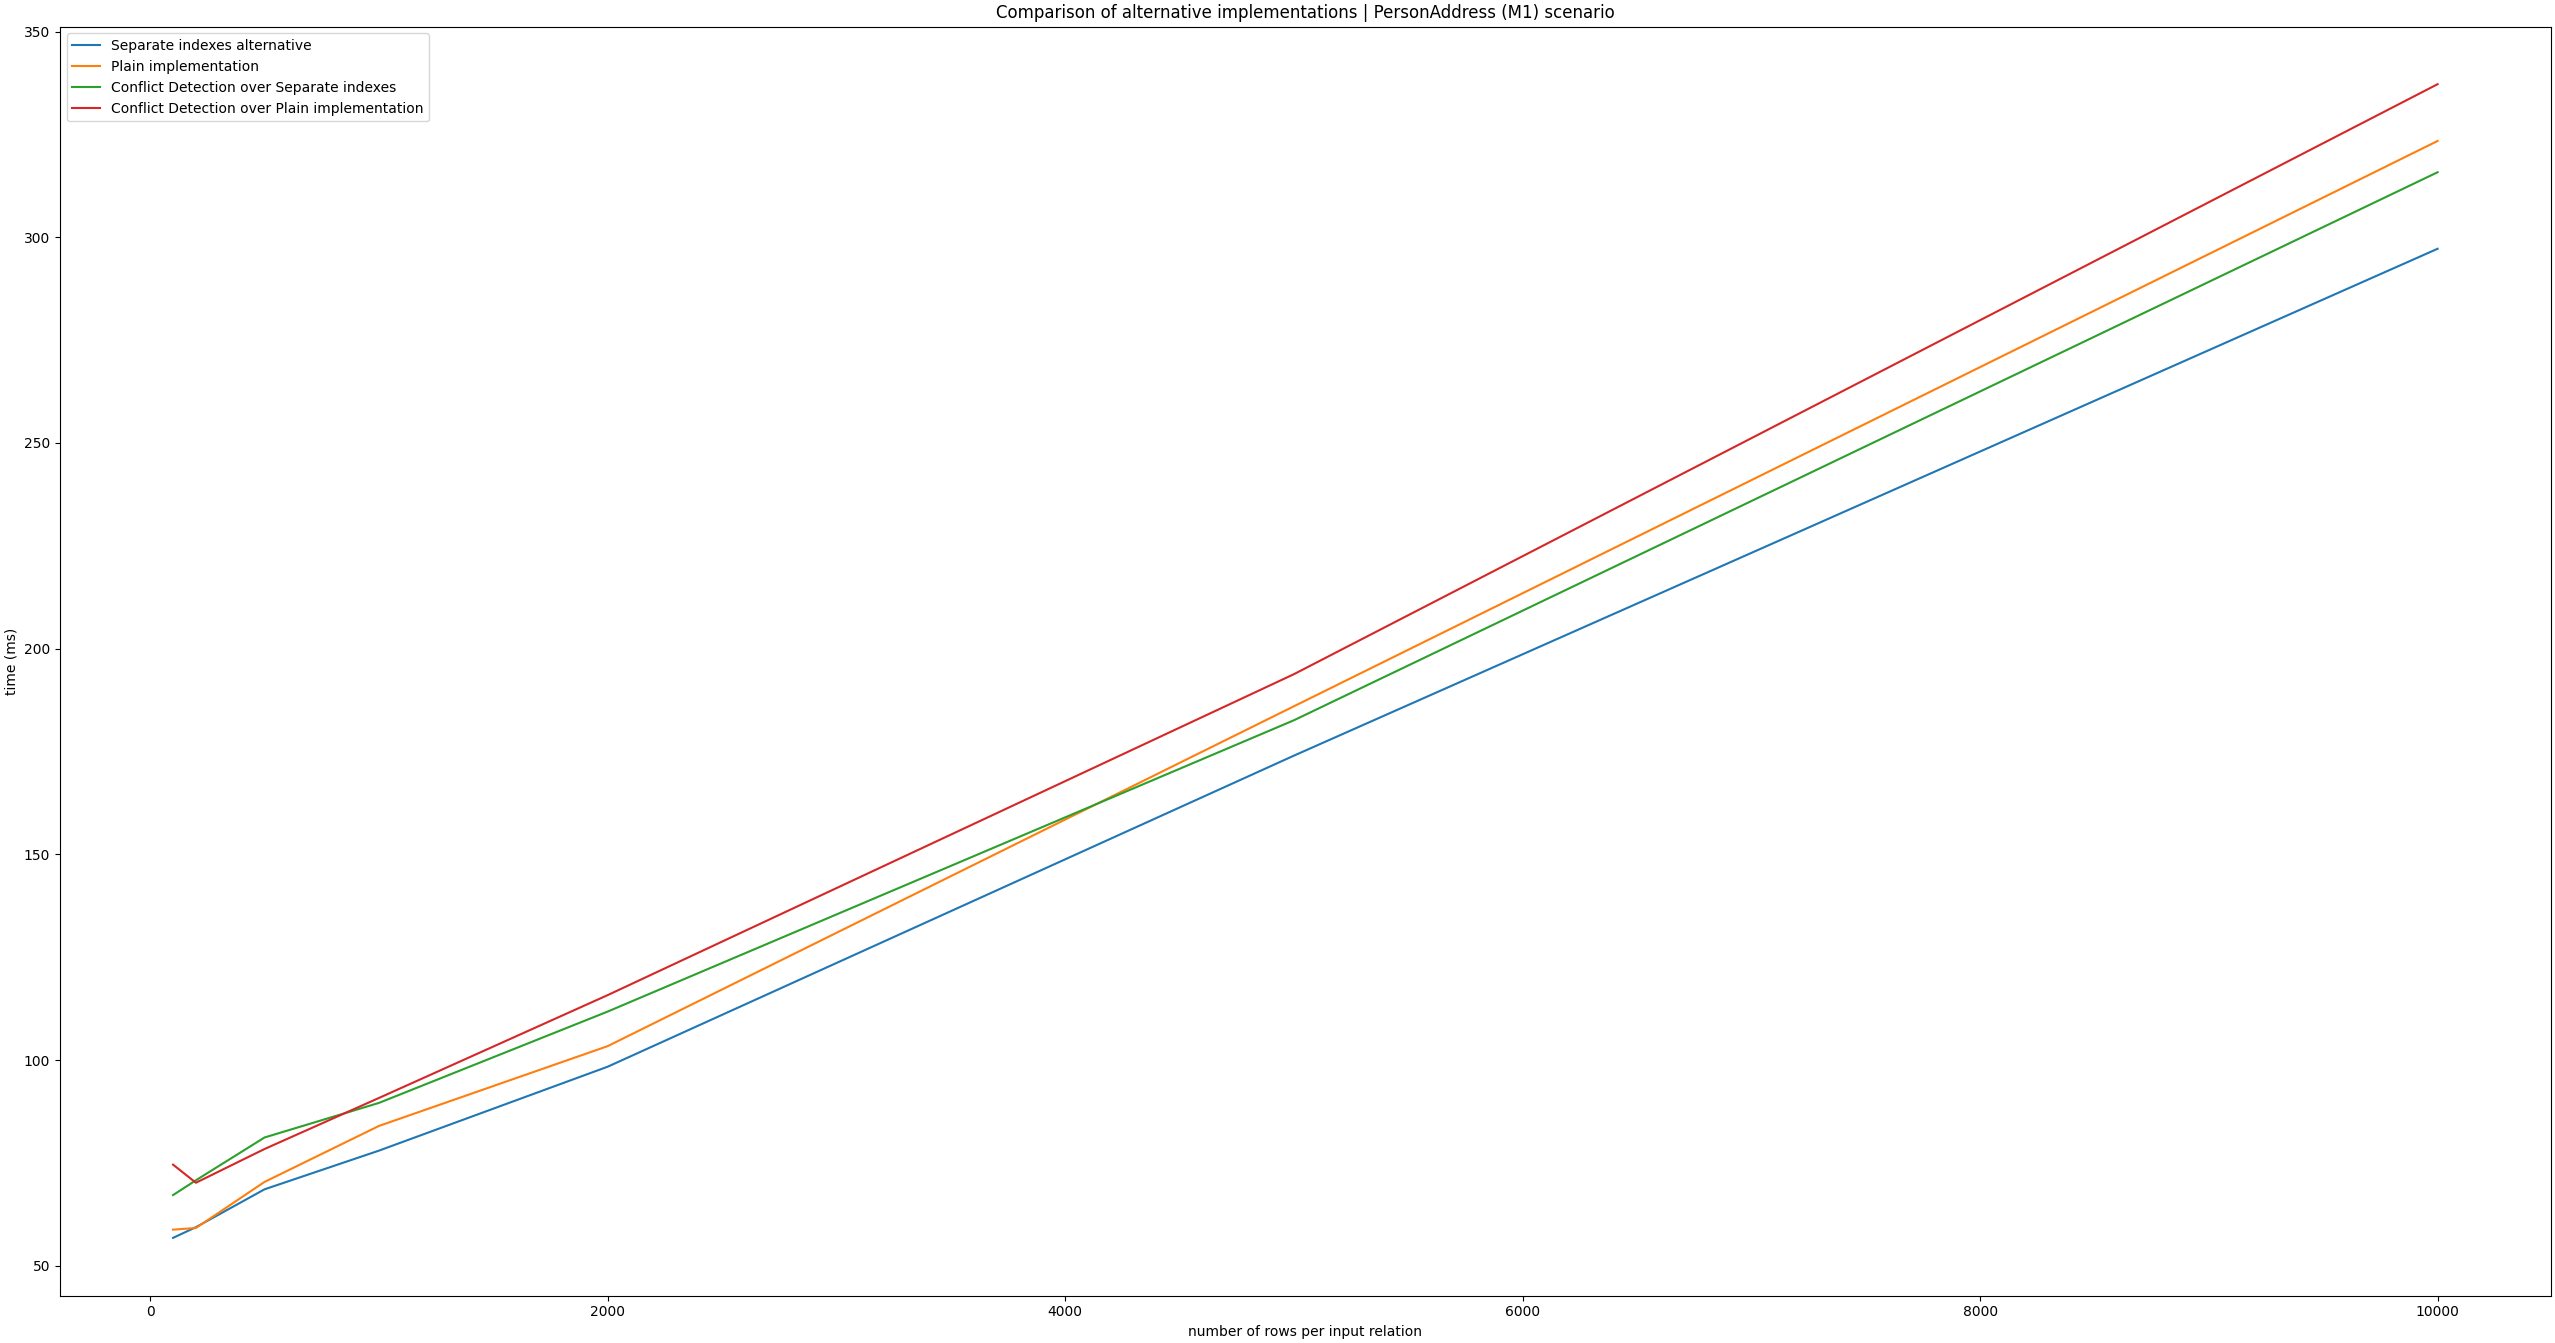 Comparison of alternative implementations | PersonAddress (M1) scenario
Separate indexes alternative
Plain implementation
Conflict Detection over Separate indexes
Conflict Detection over Plain implementation
350
300
250
200
150
100
50
time (ms)
0 2000 4000 6000 8000 10000
number of rows per input relation